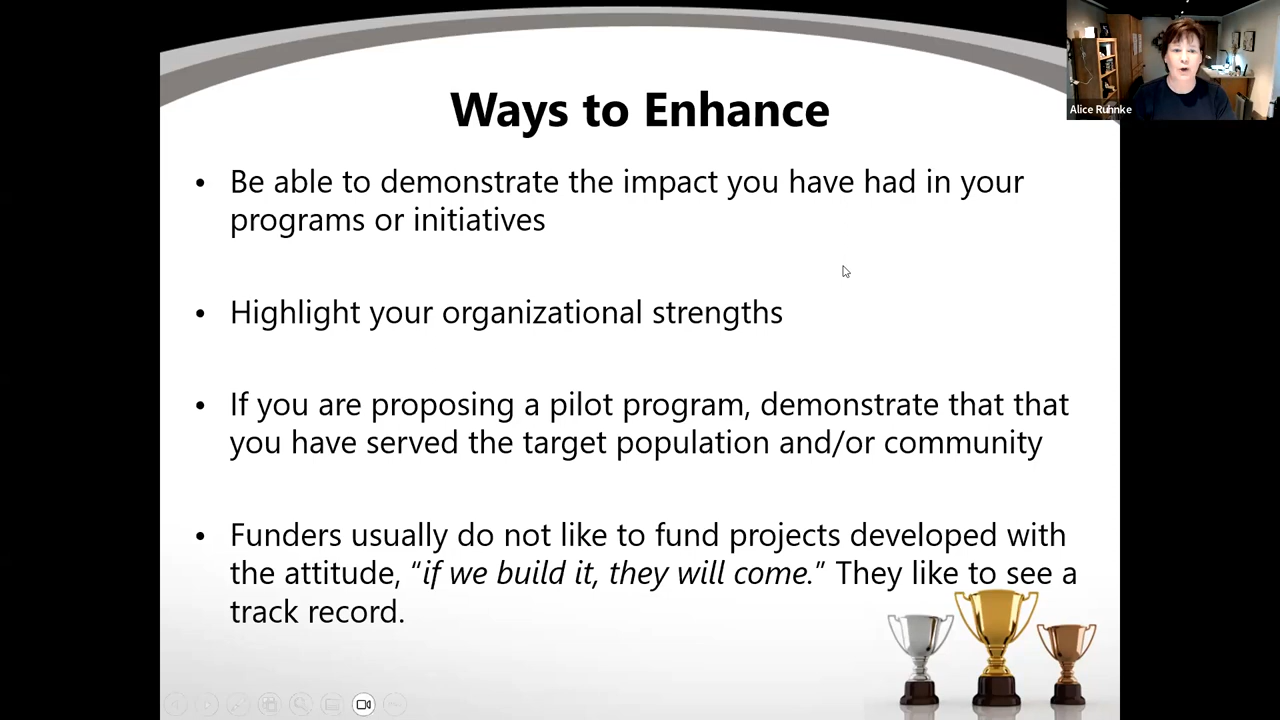 Ways to Enhance
Alice Ruhnke
• Be able to demonstrate the impact you have had in your
programs or initiatives
• Highlight your organizational strengths
• If you are proposing a pilot program, demonstrate that that
you have served the target population and/or community
• Funders usually do not like to fund projects developed with
the attitude, “if we build it, they will come.” They like to see a
track record.